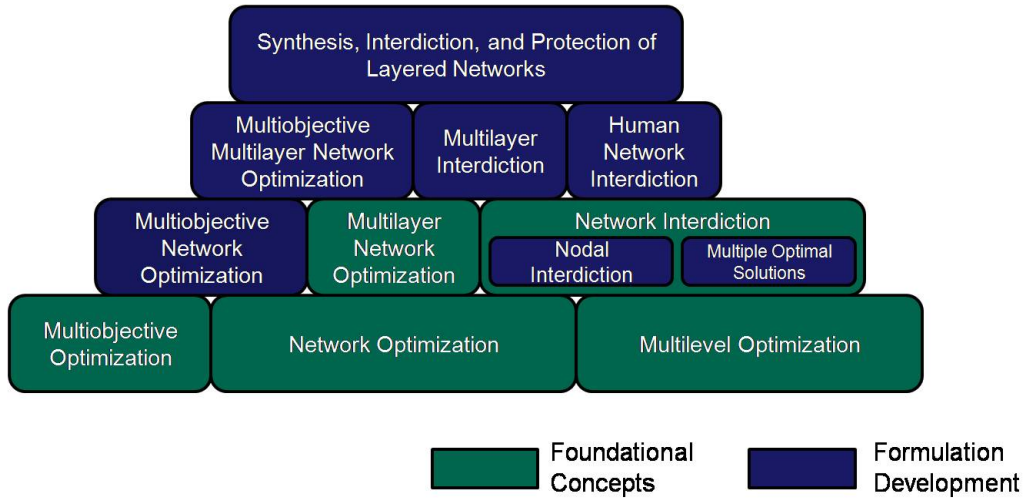 Synthesis, Interdiction, and Protection of
Layered Networks
Multiobjective
Multilayer Network
Optimization
Multilayer
Interdiction
Human
Network
Interdiction
Multiobjective
Network
Optimization
Multilayer
Network
Optimization
Network Interdiction
Nodal
Interdiction
Multiple Optimal
Solutions
Multiobjective
Optimization
Network Optimization
Multilevel Optimization
Foundational
Concepts
Formulation
Development